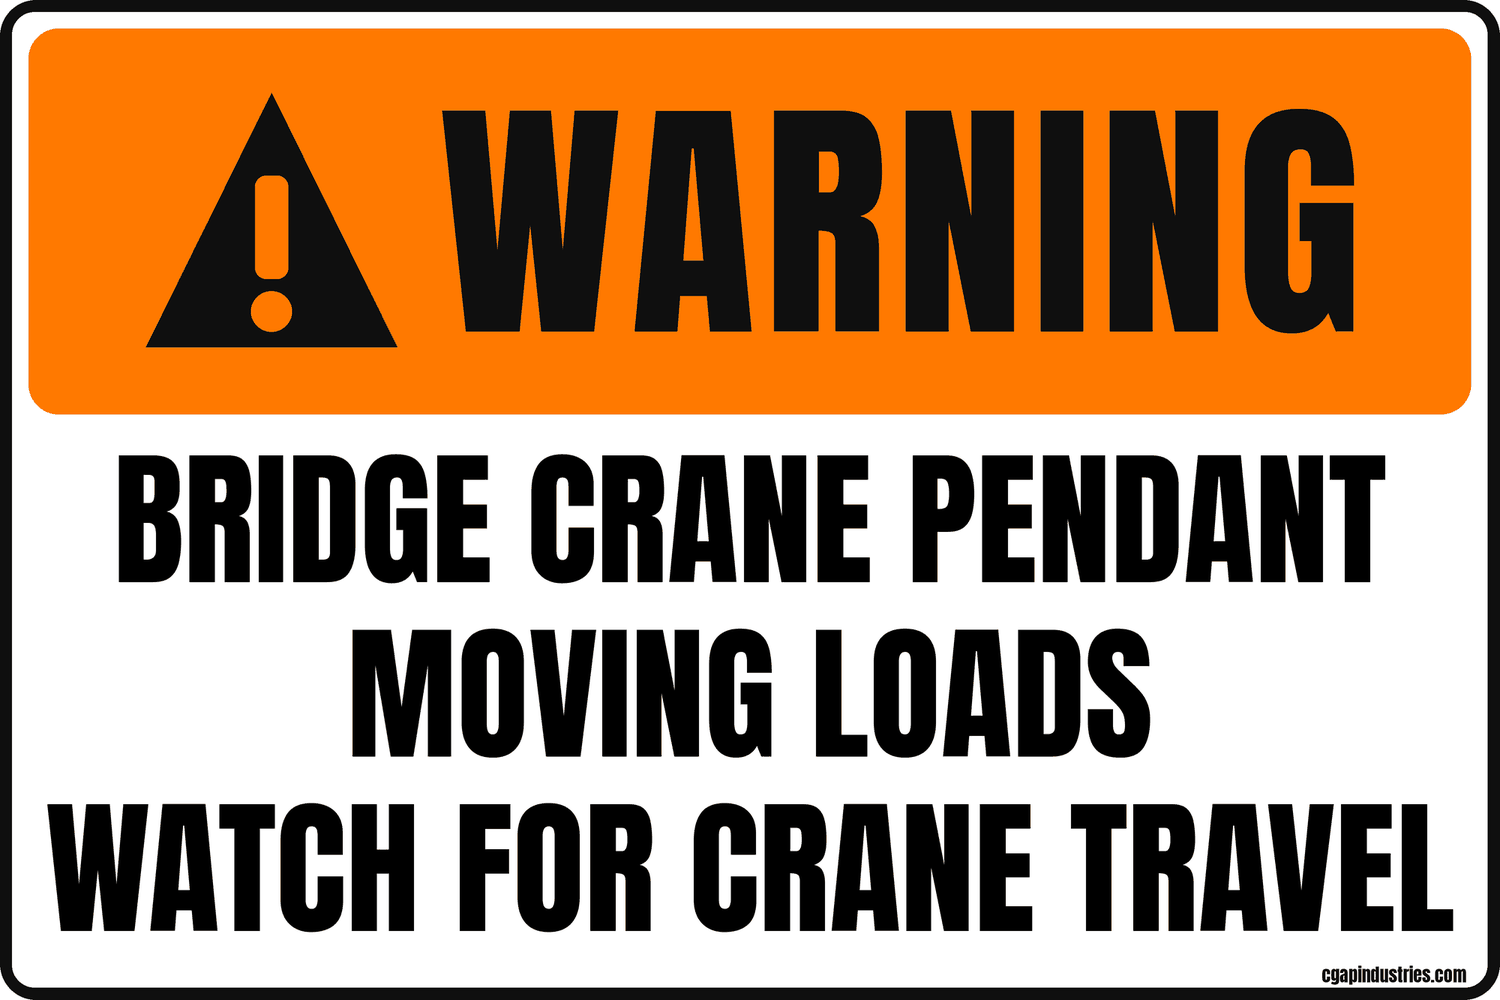 WARNING
BRIDGE CRANE PENDANT
MOVING LOADS
WATCH FOR CRANE TRAVEL
cgapindustries.com